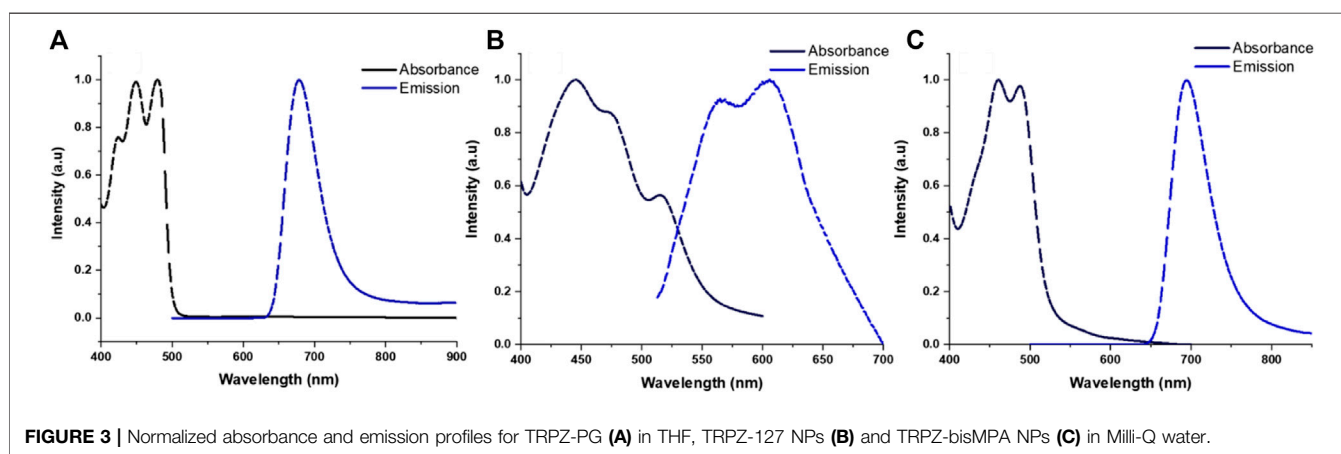 A
Absorbance
Emission
1.0
0.8
0.6
0.4
0.2
0.0
Intensity (a.u)
400 500 600 700 800 900
Wavelength (nm)
B
Absorbance
Emission
1.0
0.8
0.6
0.4
0.2
0.0
Intensity (a.u)
400 450 500 550 600 650 700
Wavelength (nm)
C
Absorbance
Emission
1.0
0.8
0.6
0.4
0.2
0.0
Intensity (a.u)
400 500 600 700 800
Wavelength (nm)
FIGURE 3 | Normalized absorbance and emission profiles for TRPZ-PG (A) in THF, TRPZ-127 NPs (B) and TRPZ-bisMPA NPs (C) in Milli-Q water.